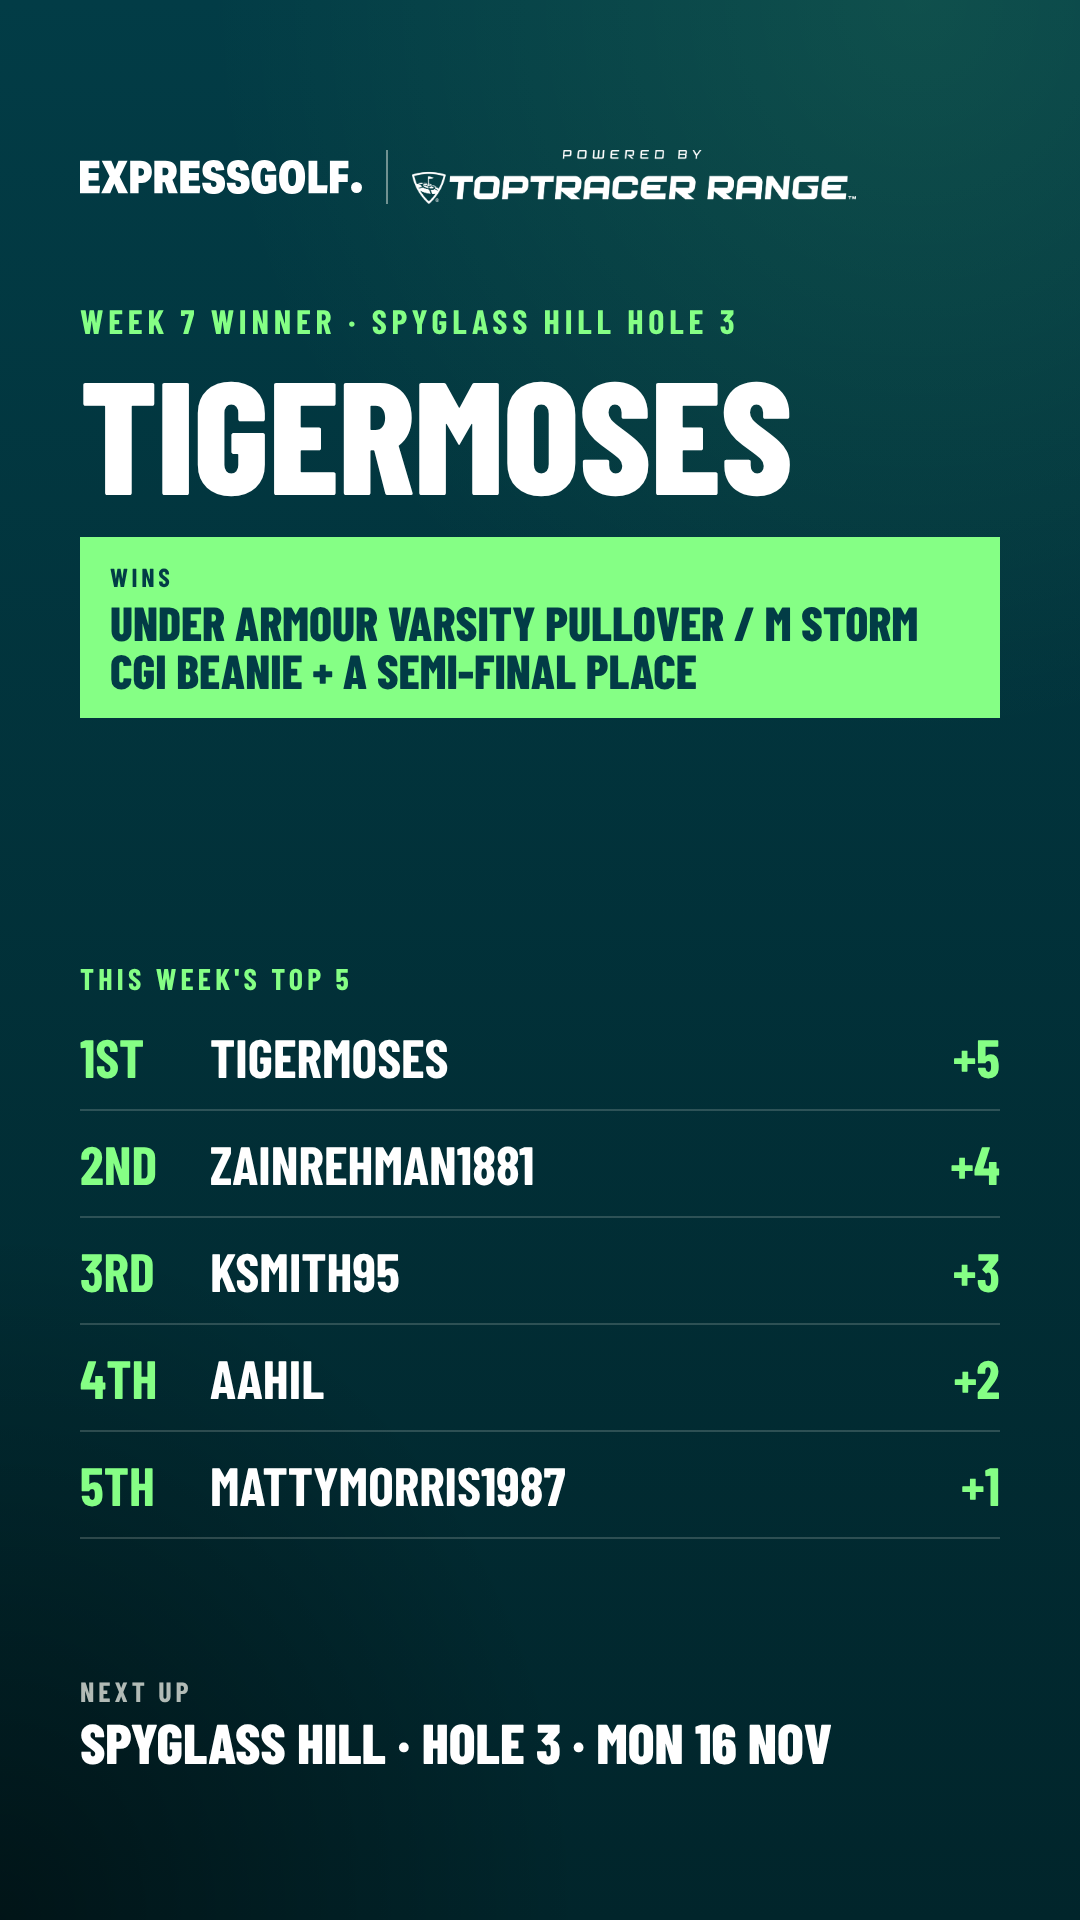 EXPRESSGOLF.
POWERED BY
TOPTRACER RANGE™
WEEK 7 WINNER · SPYGLASS HILL HOLE 3
TIGERMOSES
WINS
UNDER ARMOUR VARSITY PULLOVER / M STORM
CGI BEANIE + A SEMI-FINAL PLACE
THIS WEEK'S TOP 5
1ST TIGERMOSES +5
2ND ZAINREHMAN1881 +4
3RD KSMITH95 +3
4TH AAHIL +2
5TH MATTYMORRIS1987 +1
NEXT UP
SPYGLASS HILL · HOLE 3 · MON 16 NOV